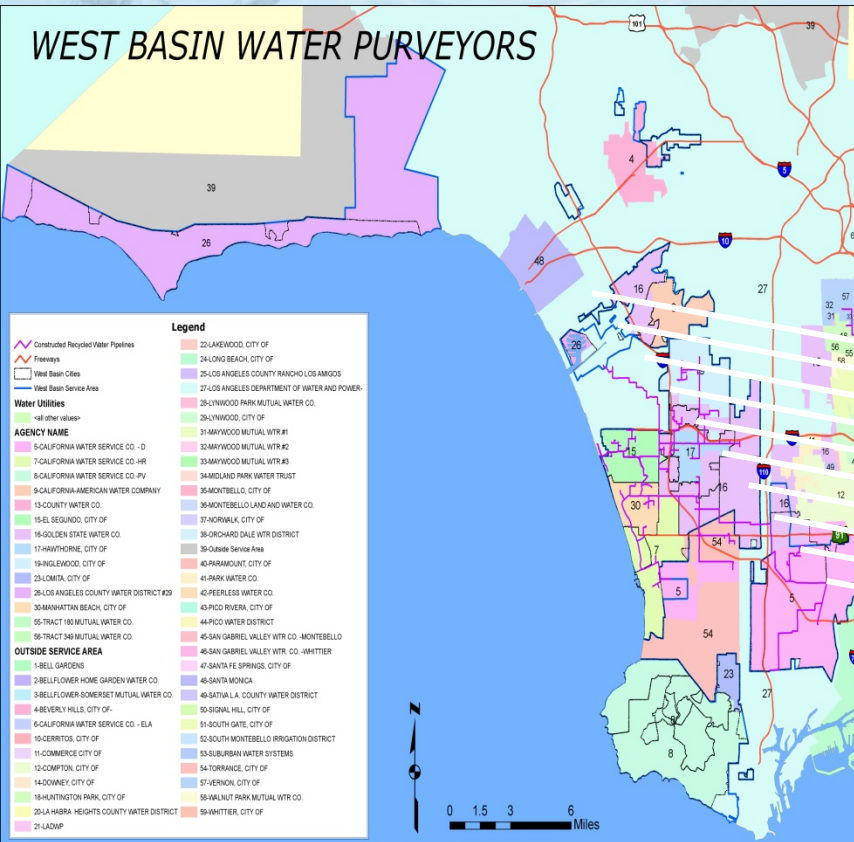 WEST BASIN WATER PURVEYORS
101
39
4
5
39
10
26
48
27
16
57
32
31
56
55
58
26
15
17
16
49
110
12
16
16
30
91
54
7
5
5
54
23
27
8
Legend
Constructed Recycled Water Pipelines
Freeways
West Basin Cities
West Basin Service Area
Water Utilities
<all other values>
AGENCY NAME
5-CALIFORNIA WATER SERVICE CO. - D
7-CALIFORNIA WATER SERVICE CO.-HR
8-CALIFORNIA WATER SERVICE CO.-PV
9-CALIFORNIA-AMERICAN WATER COMPANY
13-COUNTY WATER CO.
15-EL SEGUNDO, CITY OF
16-GOLDEN STATE WATER CO.
17-HAWTHORNE, CITY OF
19-INGLEWOOD, CITY OF
23-LOMITA, CITY OF
26-LOS ANGELES COUNTY WATER DISTRICT #29
30-MANHATTAN BEACH, CITY OF
55-TRACT 180 MUTUAL WATER CO.
56-TRACT 349 MUTUAL WATER CO.
OUTSIDE SERVICE AREA
1-BELL GARDENS
2-BELLFLOWER HOME GARDEN WATER CO.
3-BELLFLOWER-SOMERSET MUTUAL WATER CO.
4-BEVERLY HILLS, CITY OF-
6-CALIFORNIA WATER SERVICE CO. - ELA
10-CERRITOS, CITY OF
11-COMMERCE CITY OF
12-COMPTON, CITY OF
14-DOWNEY, CITY OF
18-HUNTINGTON PARK, CITY OF
20-LA HABRA HEIGHTS COUNTY WATER DISTRICT
21-LADWP
22-LAKEWOOD, CITY OF
24-LONG BEACH, CITY OF
25-LOS ANGELES COUNTY RANCHO LOS AMIGOS
27-LOS ANGELES DEPARTMENT OF WATER AND POWER-
28-LYNWOOD PARK MUTUAL WATER CO.
29-LYNWOOD, CITY OF
31-MAYWOOD MUTUAL WTR.#1
32-MAYWOOD MUTUAL WTR.#2
33-MAYWOOD MUTUAL WTR.#3
34-MIDLAND PARK WATER TRUST
35-MONTBELLO, CITY OF
36-MONTEBELLO LAND AND WATER CO.
37-NORWALK, CITY OF
38-ORCHARD DALE WTR DISTRICT
39-Outside Service Area
40-PARAMOUNT, CITY OF
41-PARK WATER CO.
42-PEERLESS WATER CO.
43-PICO RIVERA, CITY OF
44-PICO WATER DISTRICT
45-SAN GABRIEL VALLEY WTR CO. -MONTEBELLO
46-SAN GABRIEL VALLEY WTR. CO. -WHITTIER
47-SANTA FE SPRINGS, CITY OF
48-SANTA MONICA
49-SATIVA L.A. COUNTY WATER DISTRICT
50-SIGNAL HILL, CITY OF
51-SOUTH GATE, CITY OF
52-SOUTH MONTEBELLO IRRIGATION DISTRICT
53-SUBURBAN WATER SYSTEMS
54-TORRANCE, CITY OF
57-VERNON, CITY OF
58-WALNUT PARK MUTUAL WTR CO.
59-WHITTIER, CITY OF
N
0 1.5 3 6
Miles